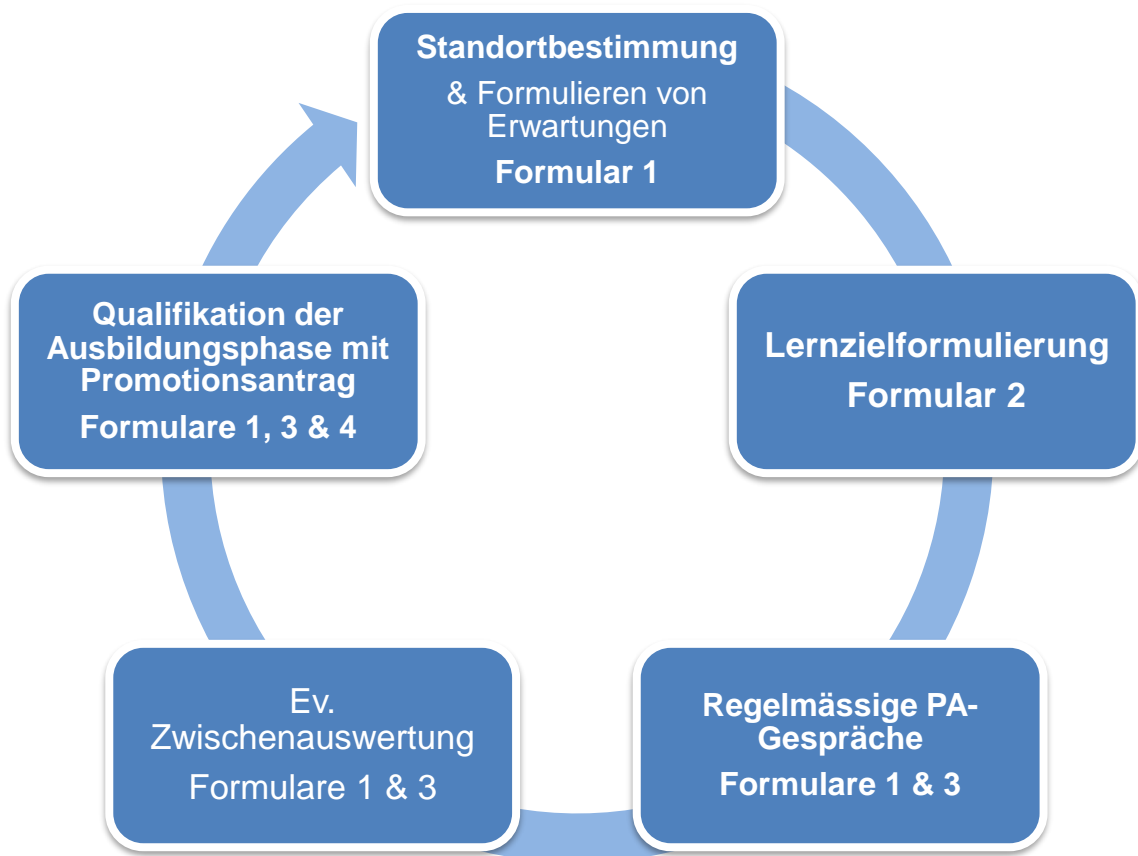 Standortbestimmung
& Formulieren von
Erwartungen
Formular 1
Lernzielformulierung
Formular 2
Regelmässige PA-
Gespräche
Formulare 1 & 3
Ev.
Zwischenauswertung
Formulare 1 & 3
Qualifikation der
Ausbildungsphase mit
Promotionsantrag
Formulare 1, 3 & 4